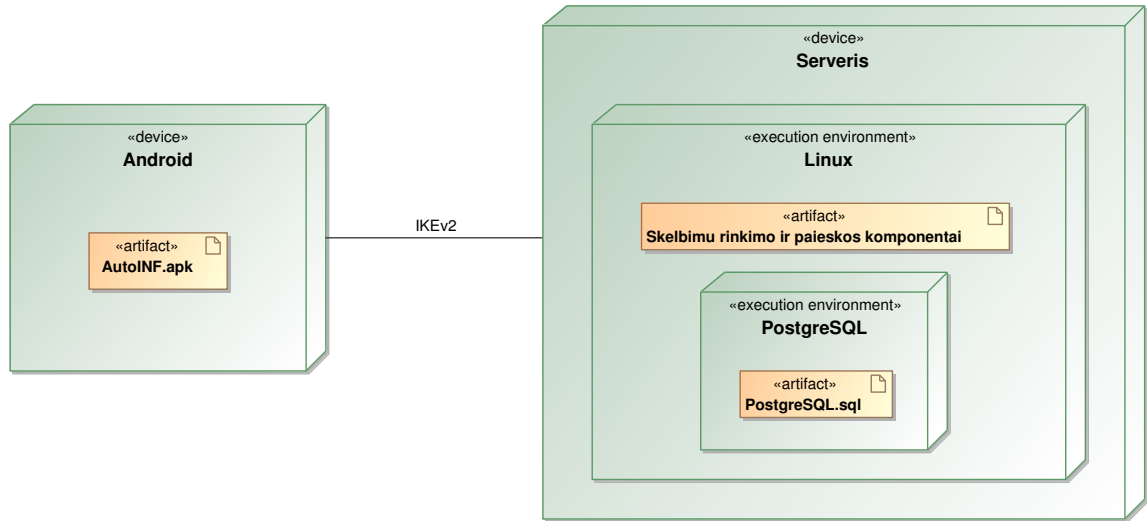 «device»
Serveris
«device»
Android
«execution environment»
Linux
«artifact»
Skelbimu rinkimo ir paieskos komponentai
IKEv2
«artifact»
AutoINF.apk
«execution environment»
PostgreSQL
«artifact»
PostgreSQL.sql